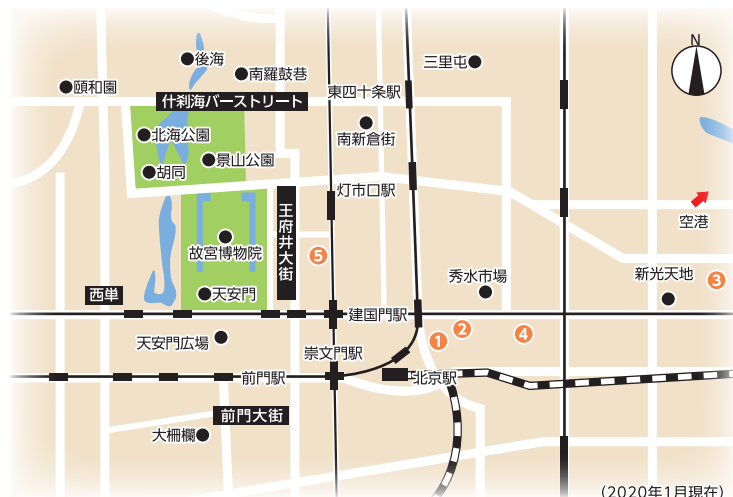 N
後海
南羅鼓巷
三里屯
頤和園
東四十条駅
什刹海バーストリート
北海公園
南新倉街
景山公園
胡同
灯市口駅
王府井大街
空港
故宮博物院
5
秀水市場
新光天地
3
西単
天安門
建国門駅
天安門広場
1
2
4
崇文門駅
前門駅
北京駅
前門大街
大柵欄
(2020年1月現在)